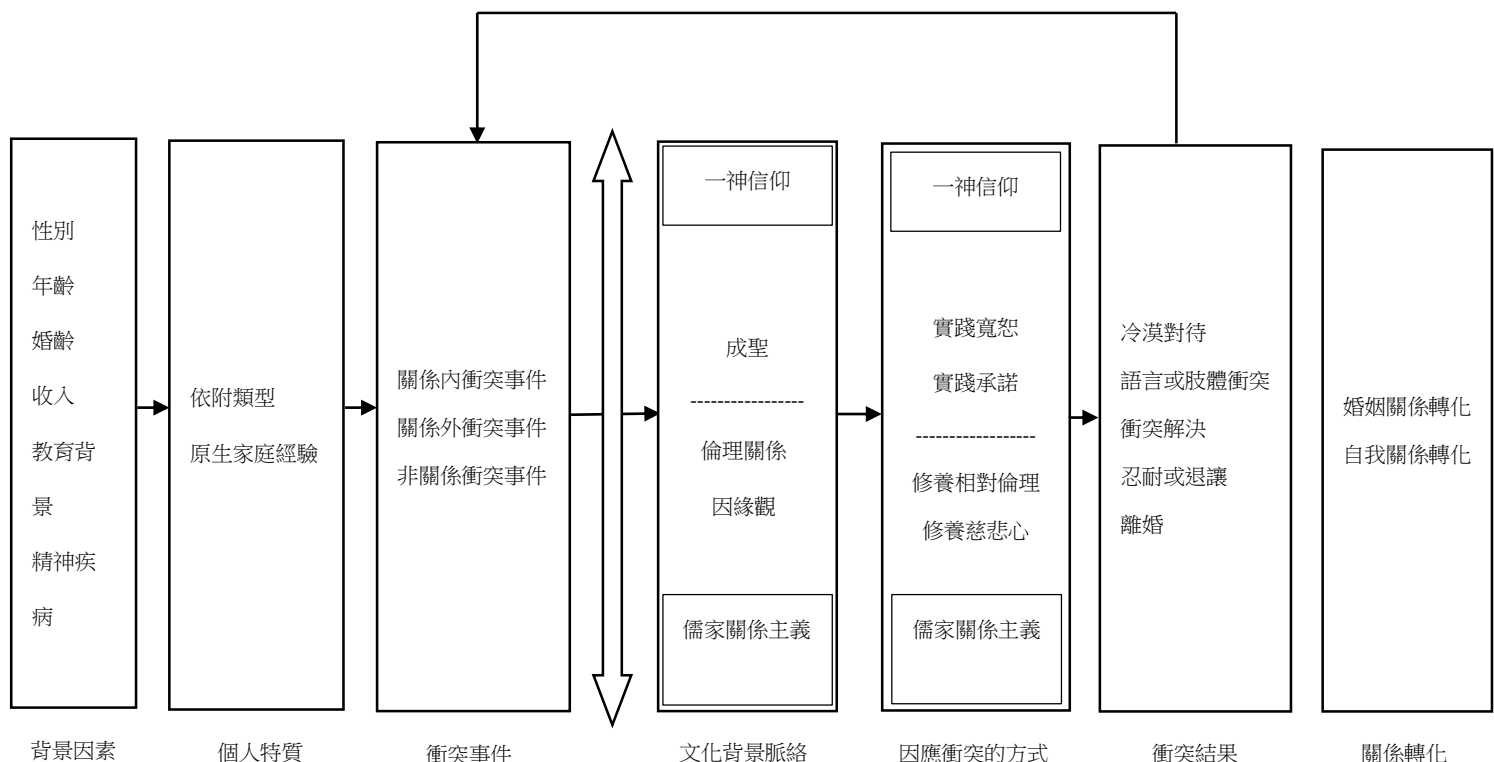 性別
年齡
婚齡
收入
教育背
景
精神疾
病
背景因素
依附類型
原生家庭經驗
個人特質
關係內衝突事件
關係外衝突事件
非關係衝突事件
衝突事件
一神信仰
成聖
-----------------
倫理關係
因緣觀
儒家關係主義
文化背景脈絡
一神信仰
實踐寬恕
實踐承諾
------------------
修養相對倫理
修養慈悲心
儒家關係主義
因應衝突的方式
冷漠對待
語言或肢體衝突
衝突解決
忍耐或退讓
離婚
衝突結果
婚姻關係轉化
自我關係轉化
關係轉化